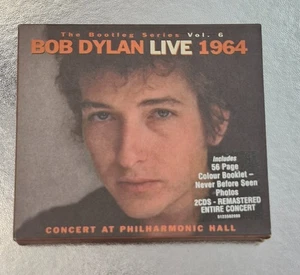 The Bootleg Series Vol. 6
BOB DYLAN LIVE 1964
Includes
56 Page
Colour Booklet –
Never Before Seen
Photos
2CDS - REMASTERED
ENTIRE CONCERT
CONCERT AT PHILHARMONIC HALL